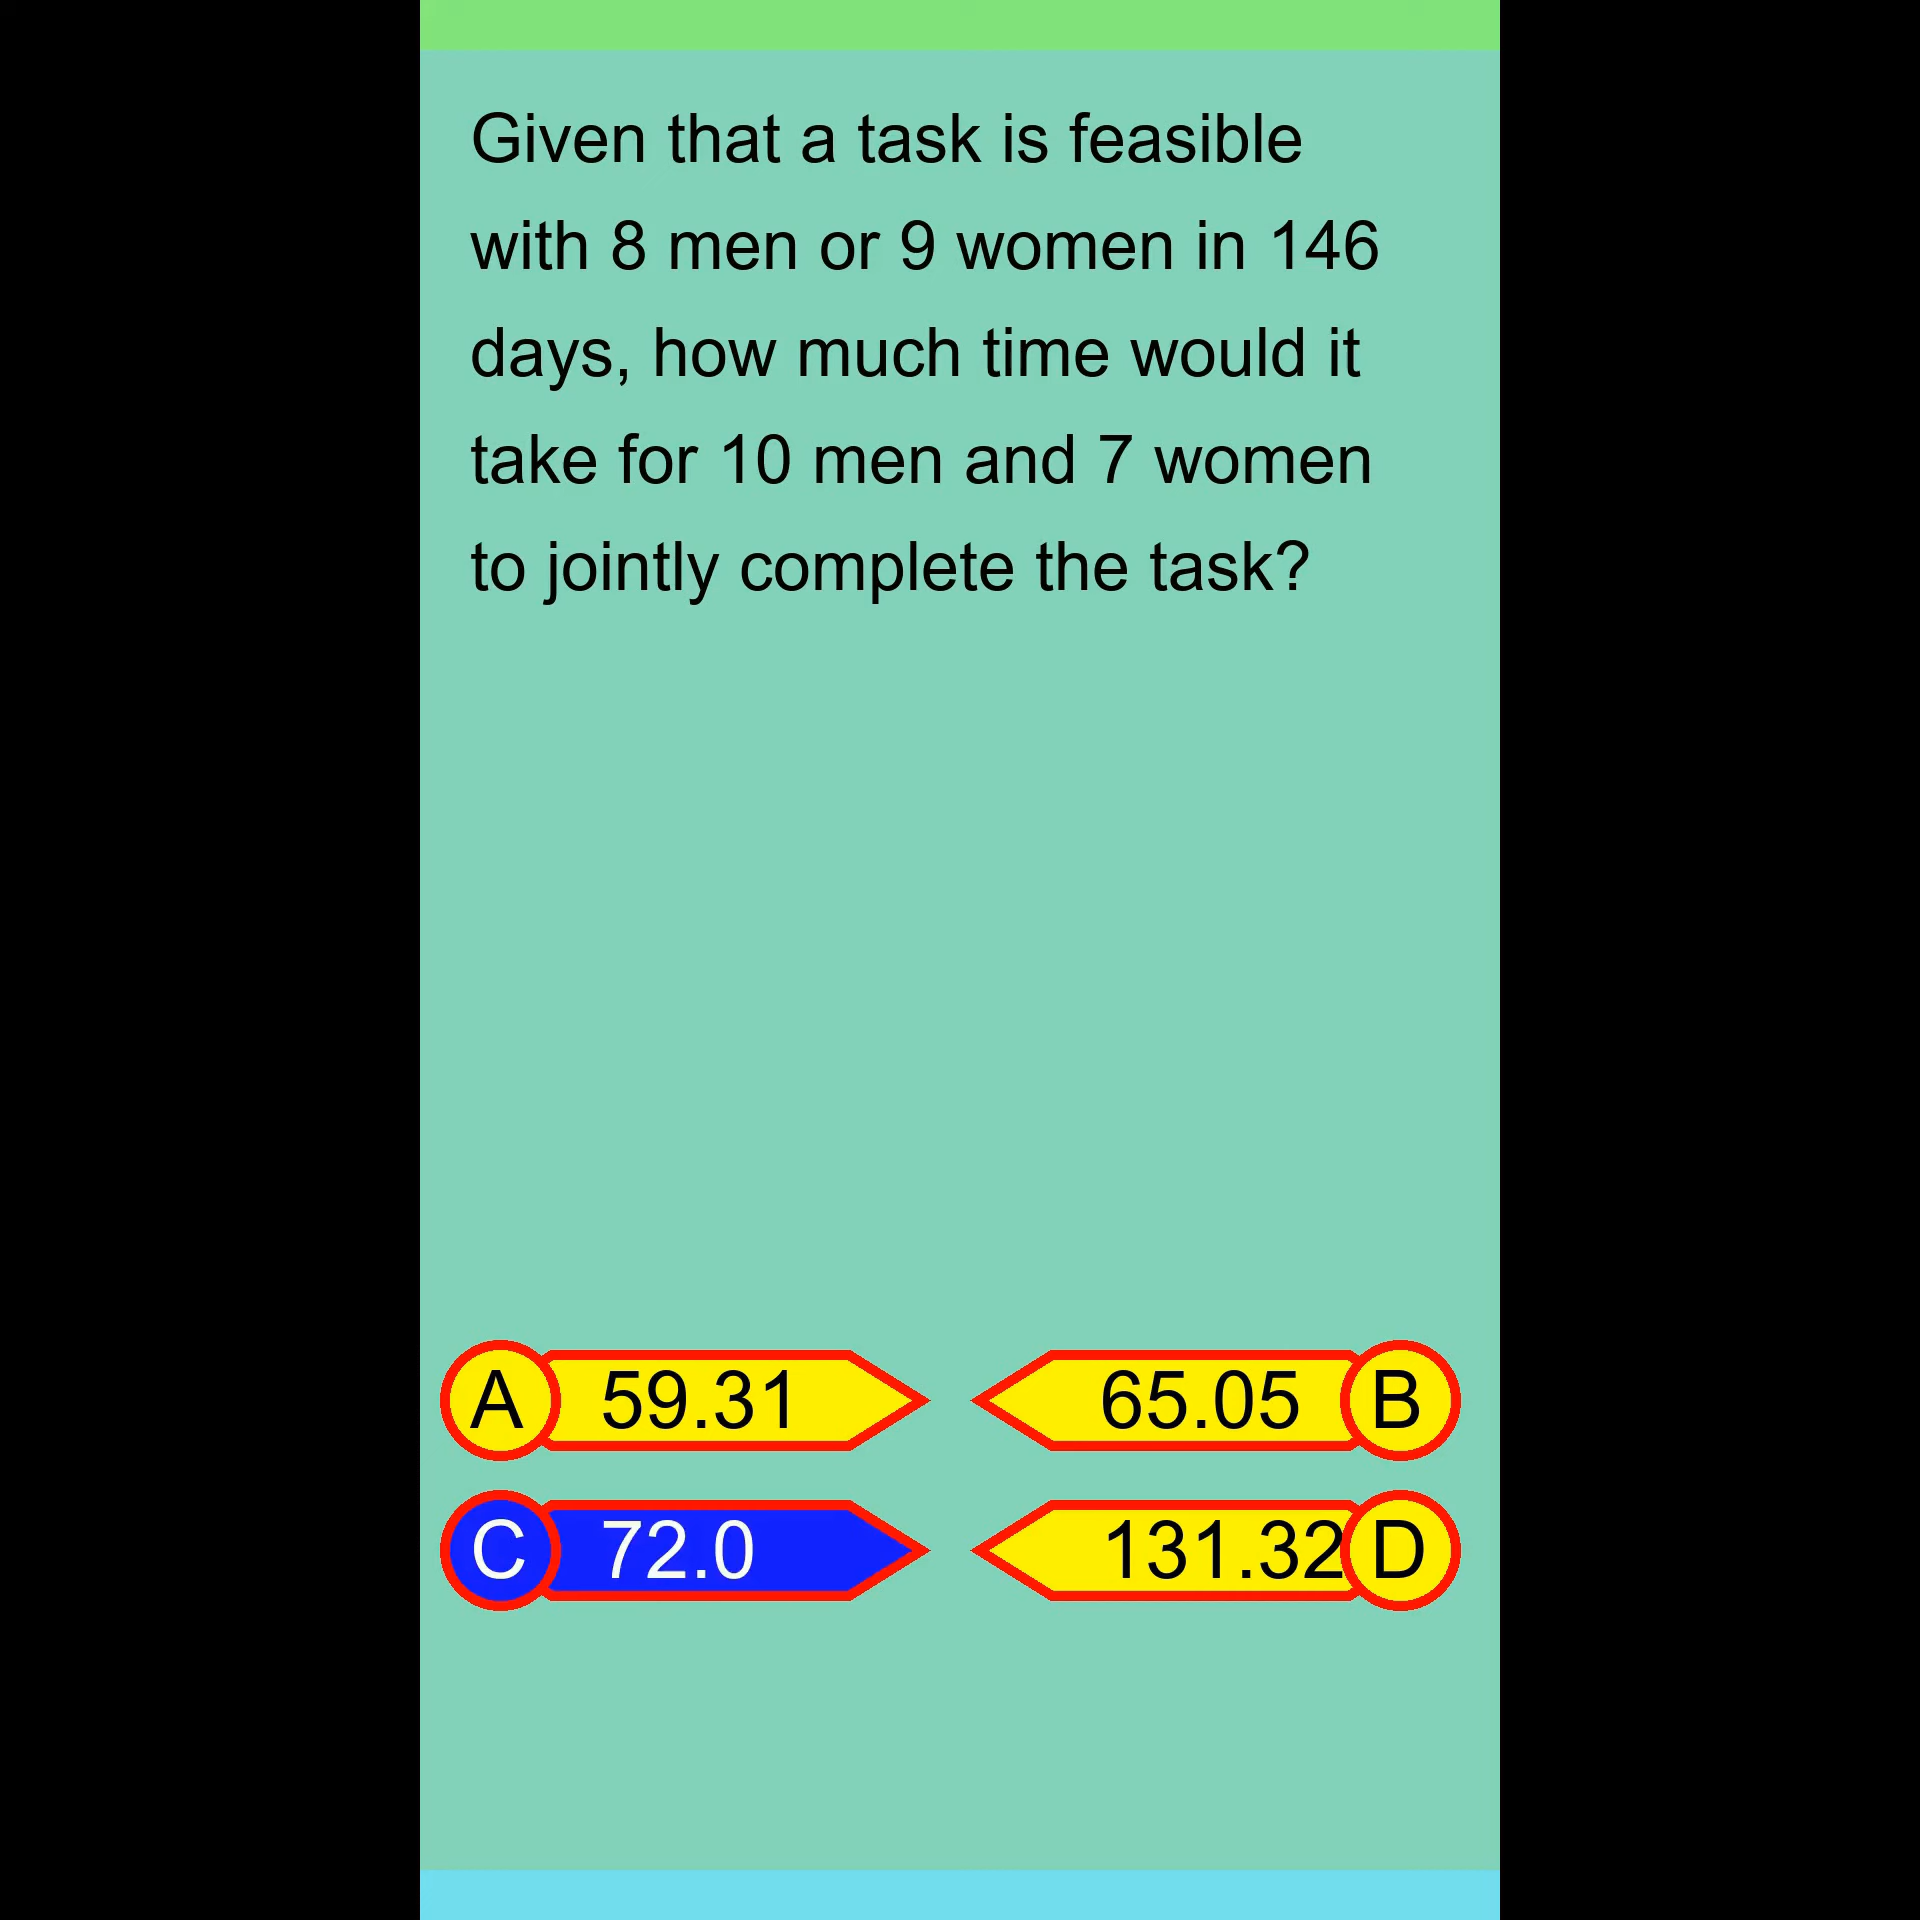 Given that a task is feasible
with 8 men or 9 women in 146
days, how much time would it
take for 10 men and 7 women
to jointly complete the task?
A 59.31
65.05 B
C 72.0
131.32 D